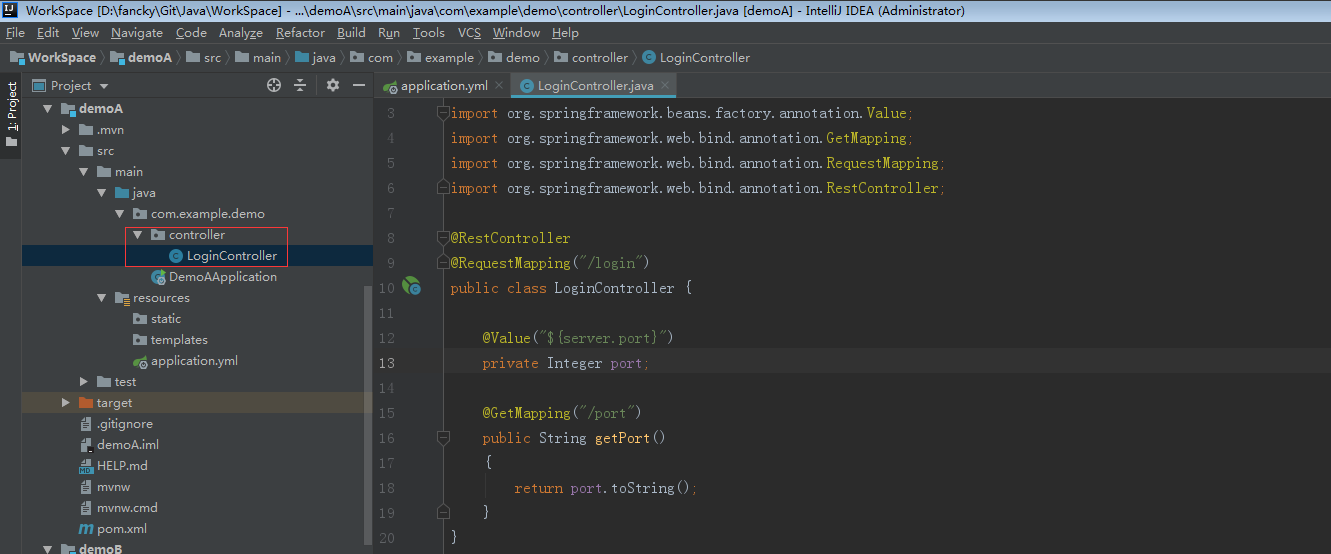 WorkSpace [D:\fancky\Git\Java\WorkSpace] - ...\demoA\src\main\java\com\example\demo\controller\LoginController.java [demoA] - IntelliJ IDEA (Administrator)
File Edit View Navigate Code Analyze Refactor Build Run Tools VCS Window Help
WorkSpace demoA src main java com example demo controller LoginController
1: Project
Project
demoA
.mvn
src
main
java
com.example.demo
controller
LoginController
DemoAApplication
resources
static
templates
application.yml
test
target
.gitignore
demoA.iml
HELP.md
mvnw
mvnw.cmd
pom.xml
demoB
application.yml LoginController.java
3 import org.springframework.beans.factory.annotation.Value;
4 import org.springframework.web.bind.annotation.GetMapping;
5 import org.springframework.web.bind.annotation.RequestMapping;
6 import org.springframework.web.bind.annotation.RestController;
7
8 @RestController
9 @RequestMapping("/login")
10 public class LoginController {
11
12 @Value("${server.port}")
13 private Integer port;
14
15 @GetMapping("/port")
16 public String getPort()
17 {
18 return port.toString();
19 }
20 }